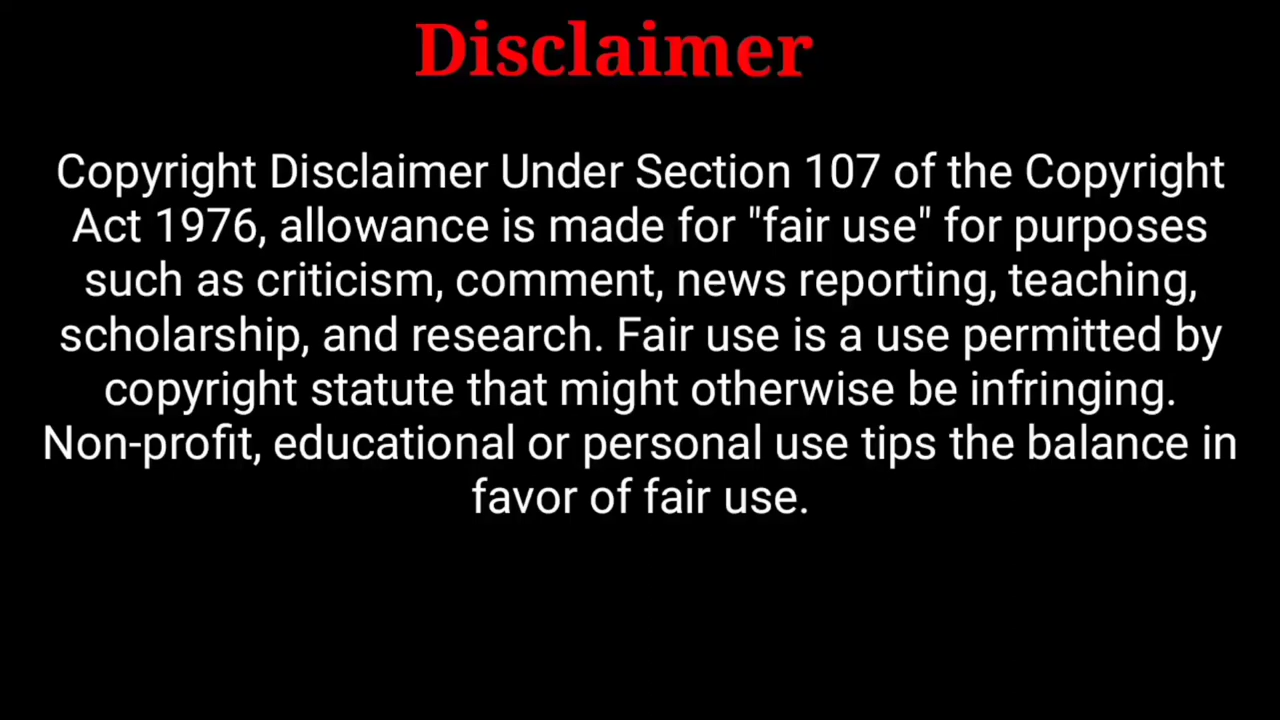 Disclaimer
Copyright Disclaimer Under Section 107 of the Copyright
Act 1976, allowance is made for "fair use" for purposes
such as criticism, comment, news reporting, teaching,
scholarship, and research. Fair use is a use permitted by
copyright statute that might otherwise be infringing.
Non-profit, educational or personal use tips the balance in
favor of fair use.